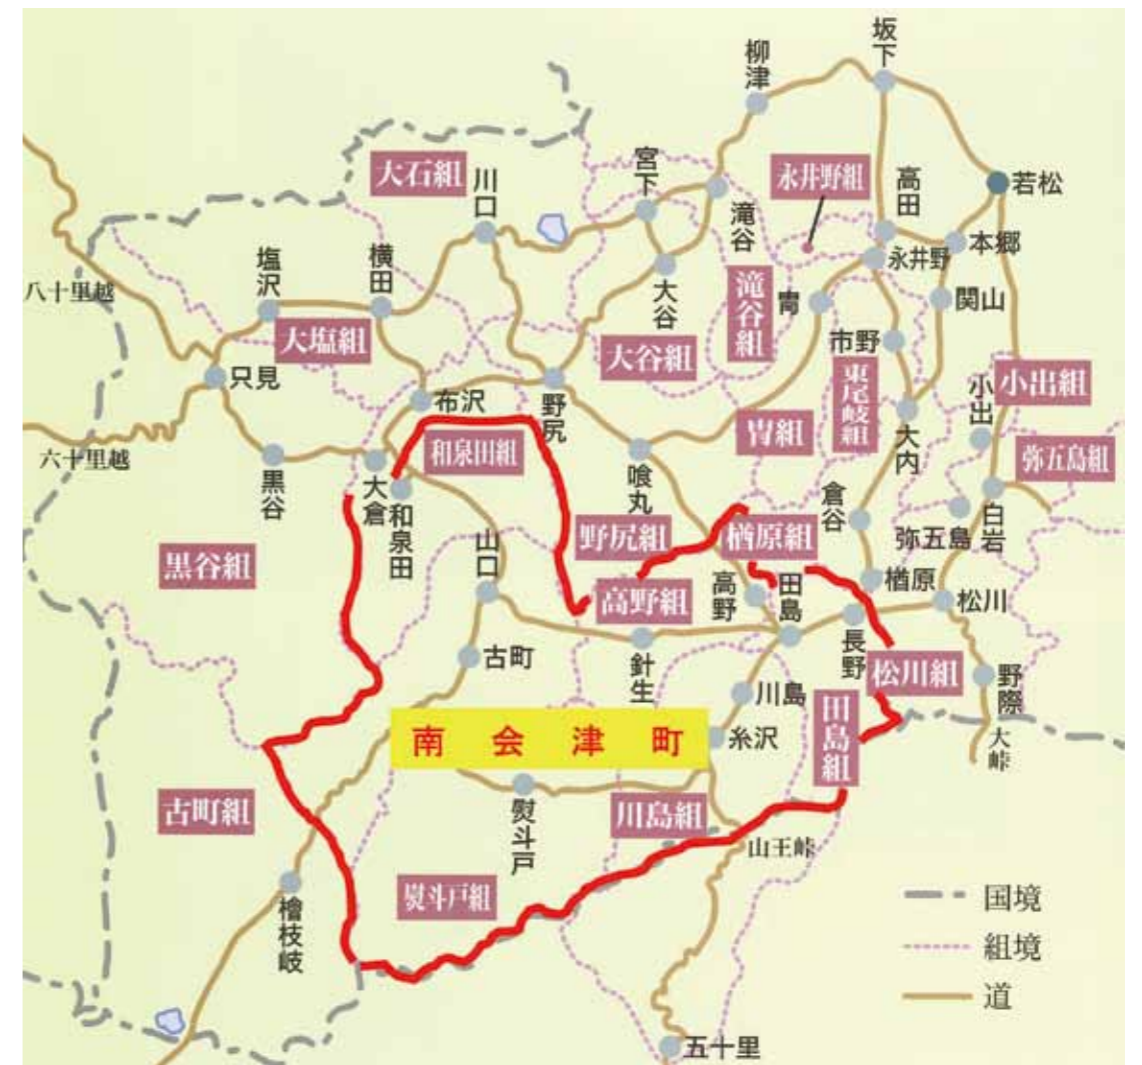 坂下
柳津
大石組
川口
宮下
永井野組
高田
若松
滝谷
本郷
永井野
塩沢
横田
八十里越
大谷
滝谷組
冑
関山
大塩組
大谷組
市野
東尾岐組
小出組
只見
布沢
野尻
小出
冑組
大内
和泉田組
六十里越
弥五島組
黒谷
大倉
和泉田
喰丸
倉谷
白岩
弥五島
山口
野尻組
楢原組
黒谷組
高野組
高野
田島
楢原
松川
古町
針生
長野
松川組
野際
川島
田島組
南会津町
糸沢
大峠
古町組
熨斗戸
川島組
山王峠
熨斗戸組
檜枝岐
国境
組境
道
五十里